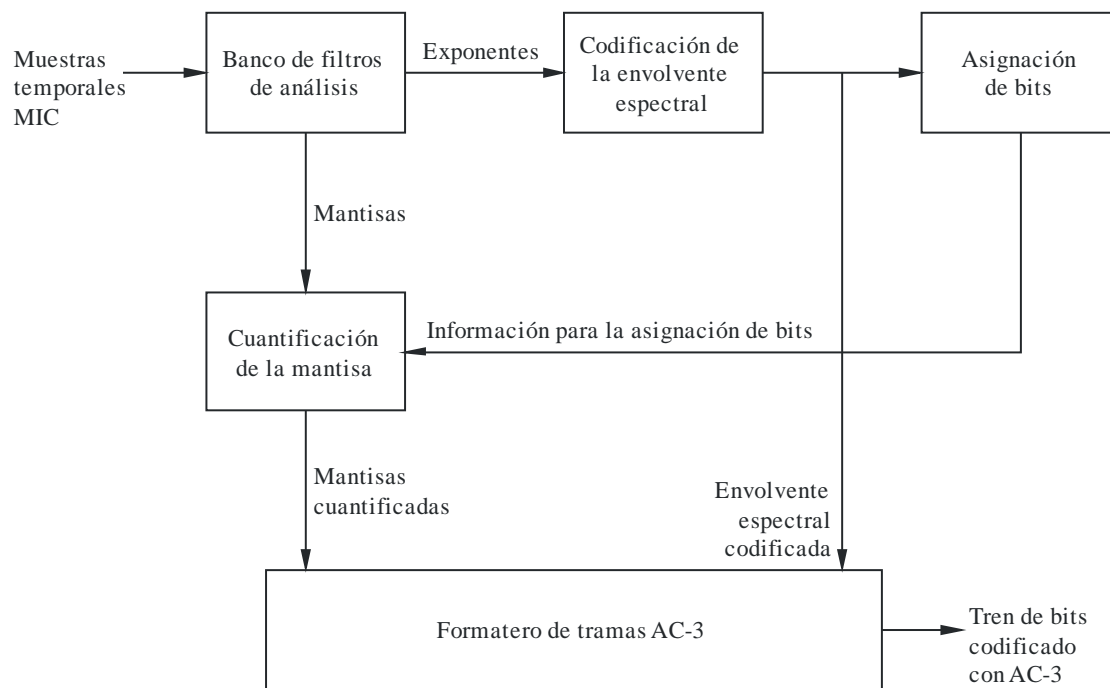 Muestras
temporales
MIC
Banco de filtros
de análisis
Exponentes
Codificación de
la envolvente
espectral
Asignación
de bits
Mantisas
Cuantificación
de la mantisa
Información para la asignación de bits
Mantisas
cuantificadas
Envolvente
espectral
codificada
Formatero de tramas AC-3
Tren de bits
codificado
con AC-3